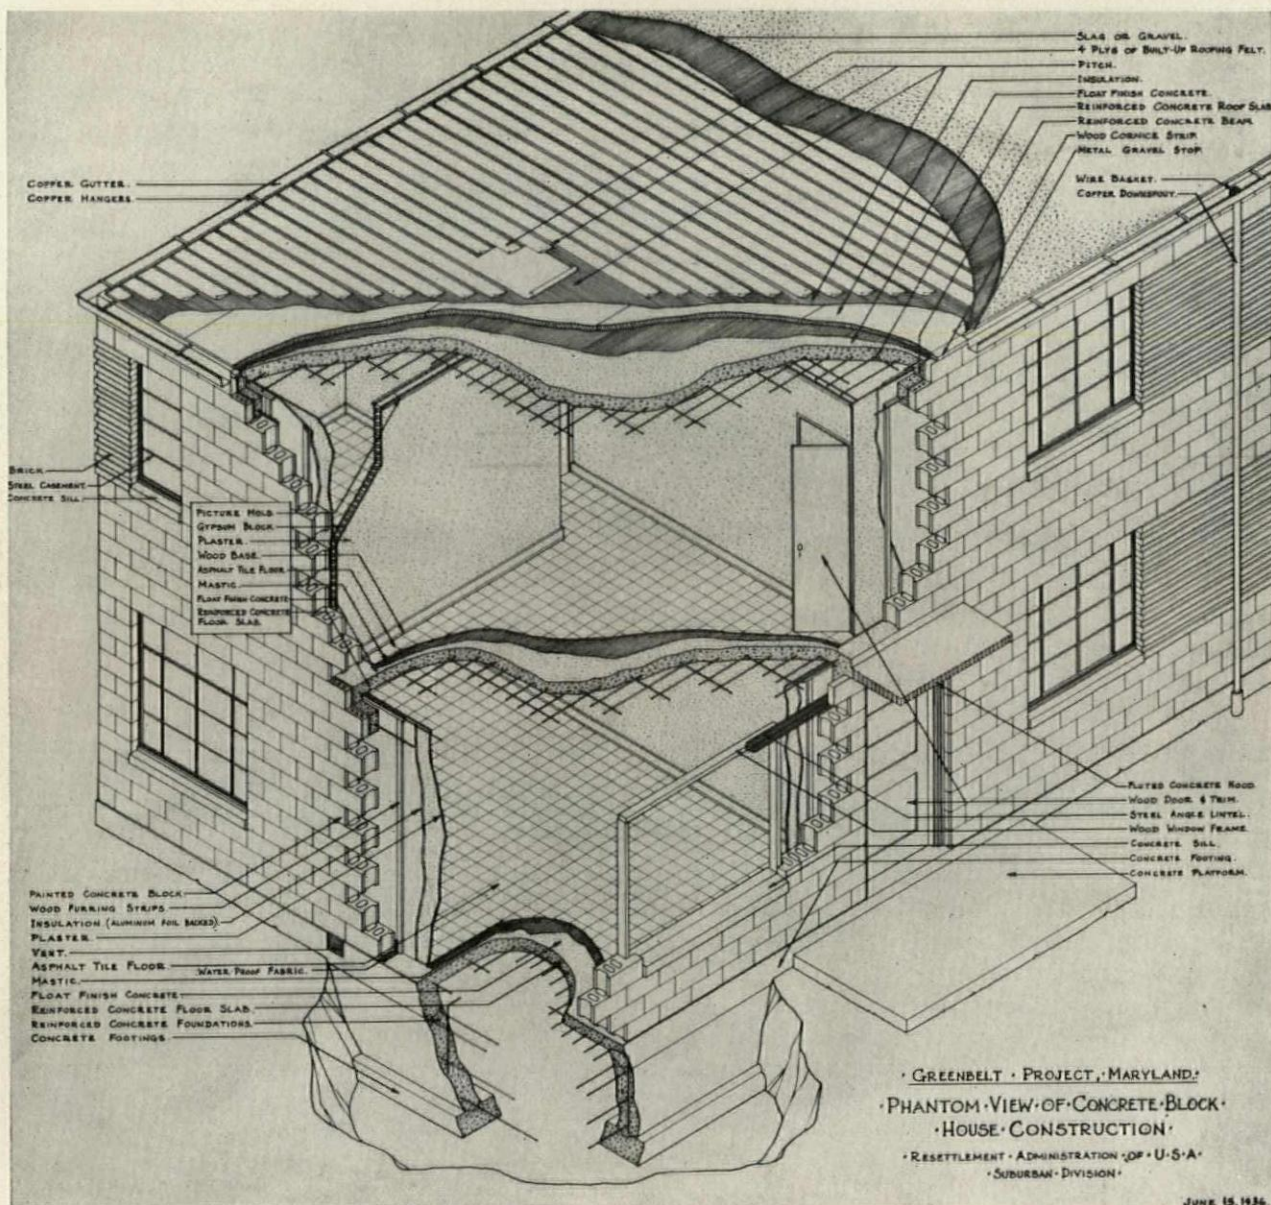 SLAG OR GRAVEL.
4 PLYS OF BUILT-UP ROOFING FELT.
PITCH.
INSULATION.
FLOAT FINISH CONCRETE.
REINFORCED CONCRETE ROOF SLAB
REINFORCED CONCRETE BEAM
WOOD CORNICE STRIP.
METAL GRAVEL STOP.
WIRE BASKET.
COPPER DOWNSPOUT.
COPPER GUTTER.
COPPER HANGERS.
BRICK.
STEEL CASEMENT.
CONCRETE SILL.
PICTURE MOLD.
GYPSUM BLOCK.
PLASTER.
WOOD BASE.
ASPHALT TILE FLOOR.
MASTIC.
FLOAT FINISH CONCRETE
REINFORCED CONCRETE
FLOOR SLAB.
FLUTED CONCRETE HOOD.
WOOD DOOR & TRIM.
STEEL ANGLE LINTEL.
WOOD WINDOW FRAME.
CONCRETE SILL.
CONCRETE FOOTING.
CONCRETE PLATFORM.
PAINTED CONCRETE BLOCK.
WOOD FURRING STRIPS.
INSULATION (ALUMINUM FOIL BACKED).
PLASTER.
VENT.
ASPHALT TILE FLOOR. WATER PROOF FABRIC.
MASTIC.
FLOAT FINISH CONCRETE
REINFORCED CONCRETE FLOOR SLAB.
REINFORCED CONCRETE FOUNDATIONS.
CONCRETE FOOTINGS.
· GREENBELT · PROJECT, · MARYLAND. ·
· PHANTOM · VIEW · OF · CONCRETE · BLOCK ·
· HOUSE · CONSTRUCTION ·
· RESETTLEMENT · ADMINISTRATION · OF · U · S · A ·
· SUBURBAN · DIVISION ·
JUNE 15, 1936